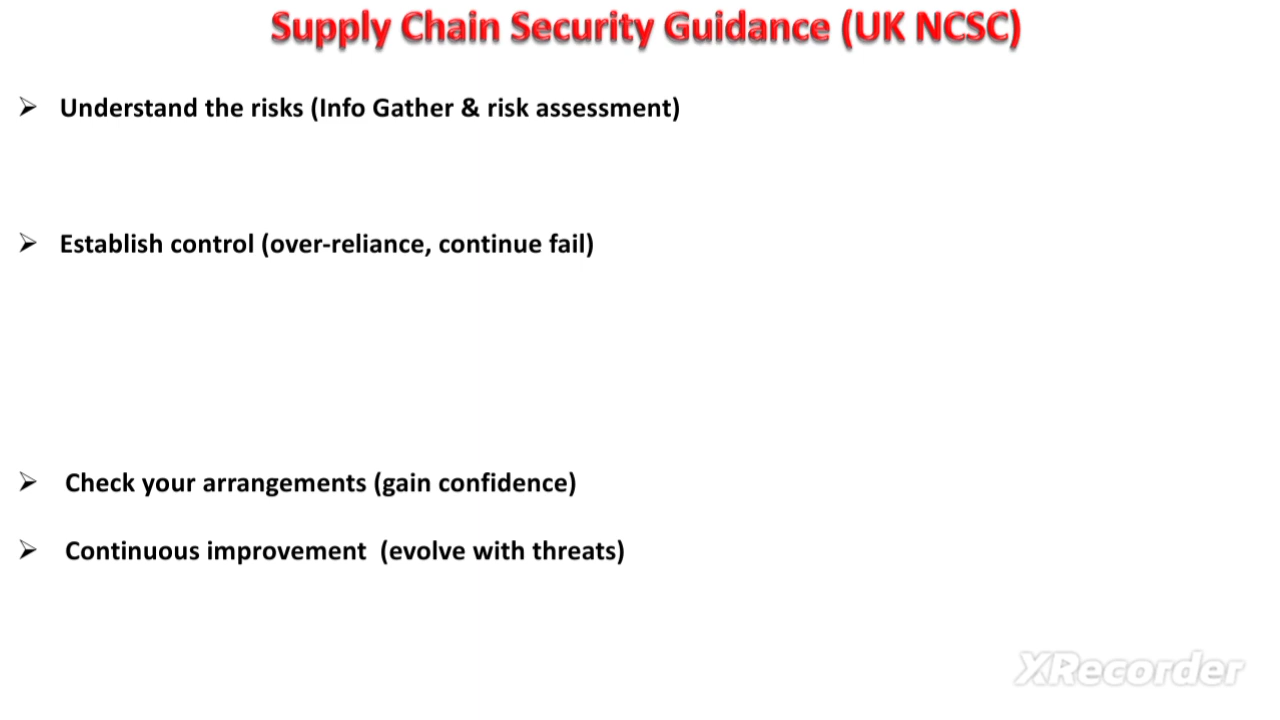 Supply Chain Security Guidance (UK NCSC)
➢ Understand the risks (Info Gather & risk assessment)
➢ Establish control (over-reliance, continue fail)
➢ Check your arrangements (gain confidence)
➢ Continuous improvement (evolve with threats)
XRecorder